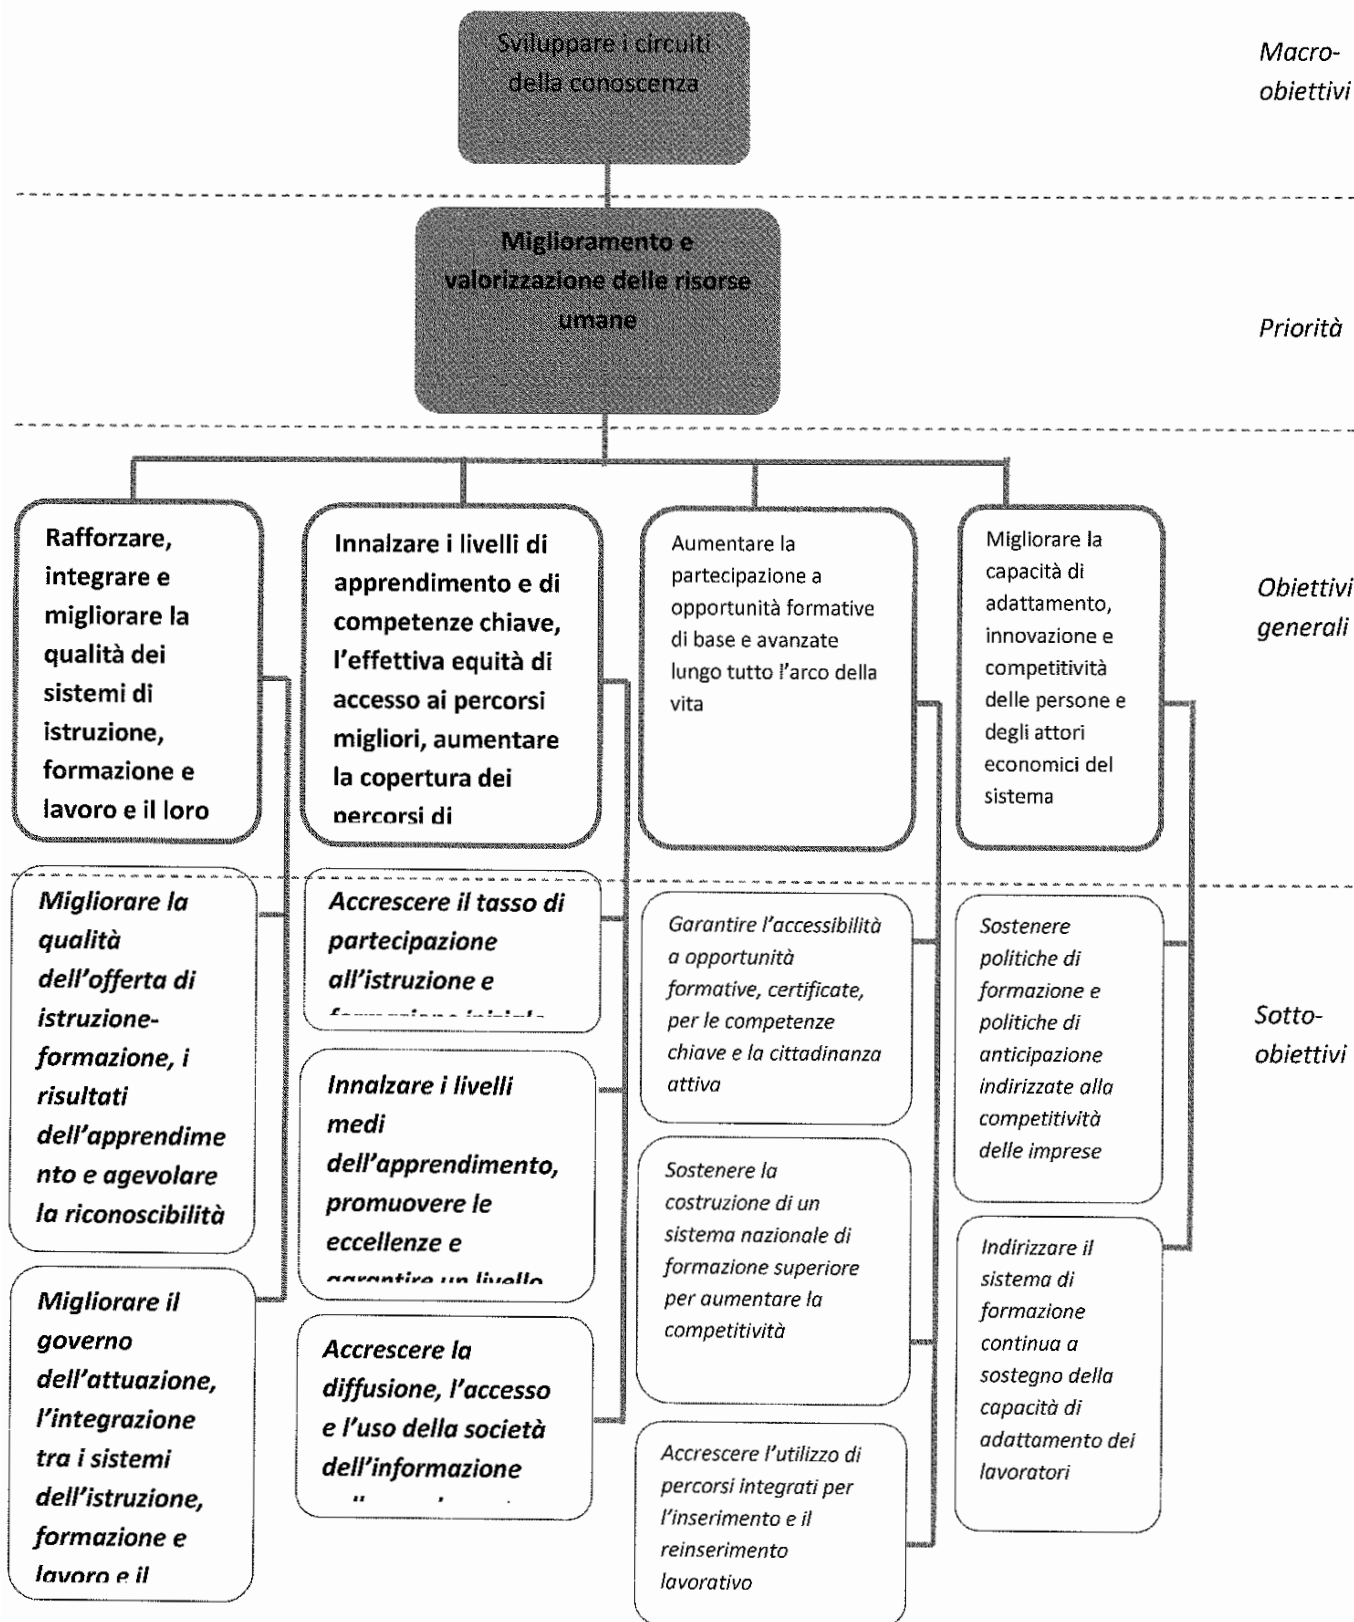 Sviluppare i circuiti
della conoscenza
Macro-
obiettivi
Miglioramento e
valorizzazione delle risorse
umane
Priorità
Rafforzare,
integrare e
migliorare la
qualità dei
sistemi di
istruzione,
formazione e
lavoro e il loro
Innalzare i livelli di
apprendimento e di
competenze chiave,
l'effettiva equità di
accesso ai percorsi
migliori, aumentare
la copertura dei
percorsi di
Aumentare la
partecipazione a
opportunità formative
di base e avanzate
lungo tutto l'arco della
vita
Migliorare la
capacità di
adattamento,
innovazione e
competitività
delle persone e
degli attori
economici del
sistema
Obiettivi
generali
Migliorare la
qualità
dell'offerta di
istruzione-
formazione, i
risultati
dell'apprendime
nto e agevolare
la riconoscibilità
Migliorare il
governo
dell'attuazione,
l'integrazione
tra i sistemi
dell'istruzione,
formazione e
lavoro e il
Accrescere il tasso di
partecipazione
all'istruzione e
Innalzare i livelli
medi
dell'apprendimento,
promuovere le
eccellenze e
garantire un livello
Accrescere la
diffusione, l'accesso
e l'uso della società
dell'informazione
Garantire l'accessibilità
a opportunità
formative, certificate,
per le competenze
chiave e la cittadinanza
attiva
Sostenere la
costruzione di un
sistema nazionale di
formazione superiore
per aumentare la
competitività
Accrescere l'utilizzo di
percorsi integrati per
l'inserimento e il
reinserimento
lavorativo
Sostenere
politiche di
formazione e
politiche di
anticipazione
indirizzate alla
competitività
delle imprese
Indirizzare il
sistema di
formazione
continua a
sostegno della
capacità di
adattamento dei
lavoratori
Sotto-
obiettivi